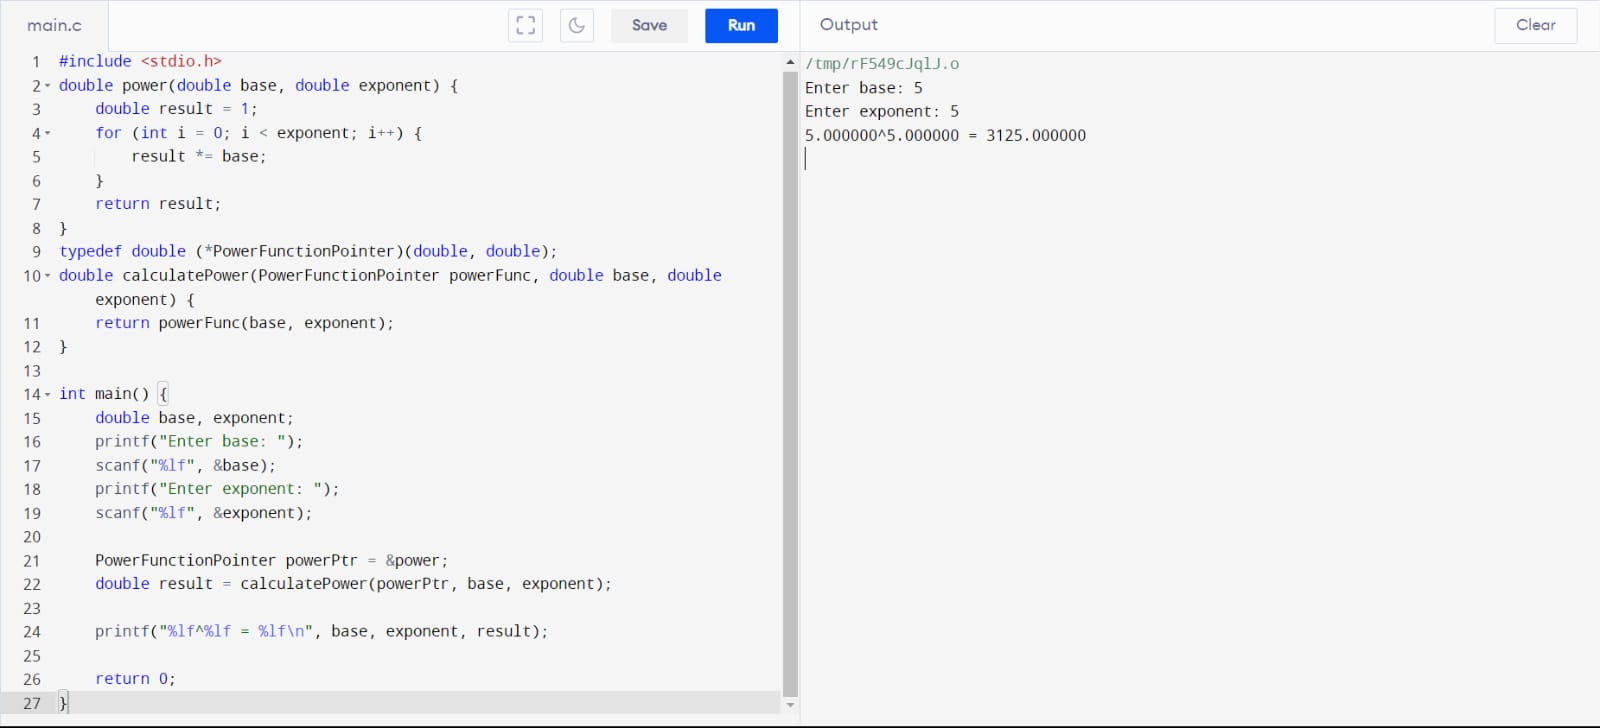 main.c
Save
Run
Output
Clear
1 #include <stdio.h>
2 double power(double base, double exponent) {
3     double result = 1;
4     for (int i = 0; i < exponent; i++) {
5         result *= base;
6     }
7     return result;
8 }
9 typedef double (*PowerFunctionPointer)(double, double);
10 double calculatePower(PowerFunctionPointer powerFunc, double base, double
    exponent) {
11     return powerFunc(base, exponent);
12 }
13
14 int main() {
15     double base, exponent;
16     printf("Enter base: ");
17     scanf("%lf", &base);
18     printf("Enter exponent: ");
19     scanf("%lf", &exponent);
20
21     PowerFunctionPointer powerPtr = &power;
22     double result = calculatePower(powerPtr, base, exponent);
23
24     printf("%lf^%lf = %lf\n", base, exponent, result);
25
26     return 0;
27 }
/tmp/rF549cJqlJ.o
Enter base: 5
Enter exponent: 5
5.000000^5.000000 = 3125.000000